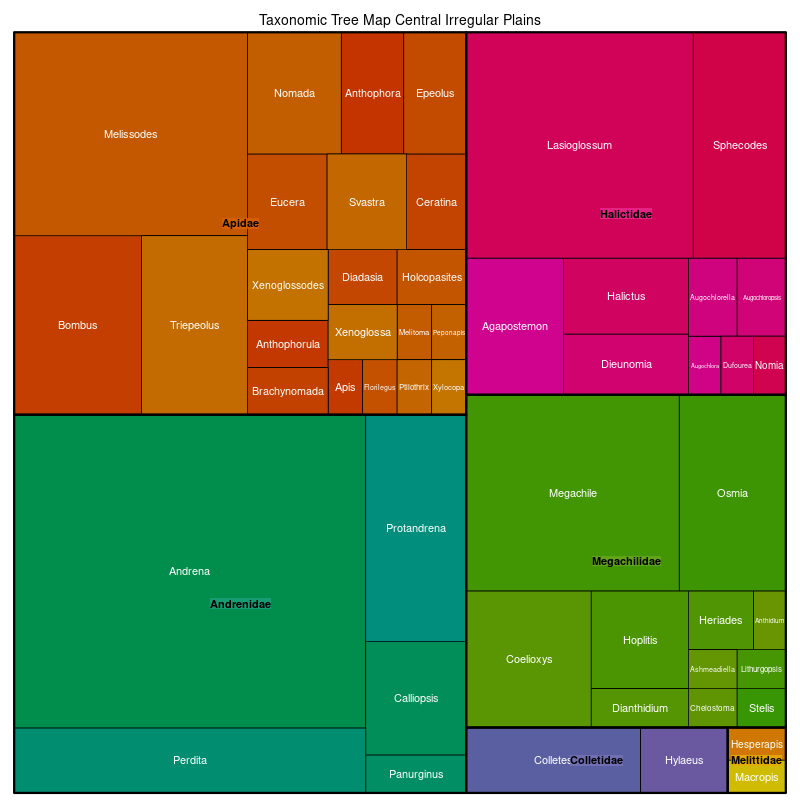 Taxonomic Tree Map Central Irregular Plains
Melissodes
Nomada
Anthophora
Epeolus
Eucera
Svastra
Ceratina
Apidae
Bombus
Triepeolus
Xenoglossodes
Diadasia
Holcopasites
Anthophorula
Xenoglossa
Melitoma
Peponapis
Brachynomada
Apis
Florilegus
Ptilothrix
Xylocopa
Lasioglossum
Sphecodes
Halictidae
Agapostemon
Halictus
Augochlorella
Augochloropsis
Dieunomia
Augochlora
Dufourea
Nomia
Andrena
Protandrena
Andrenidae
Calliopsis
Perdita
Panurginus
Megachile
Osmia
Megachilidae
Coelioxys
Hoplitis
Heriades
Anthidium
Ashmeadiella
Lithurgopsis
Dianthidium
Chelostoma
Stelis
Colletes
Colletidae
Hylaeus
Hesperapis
Melittidae
Macropis